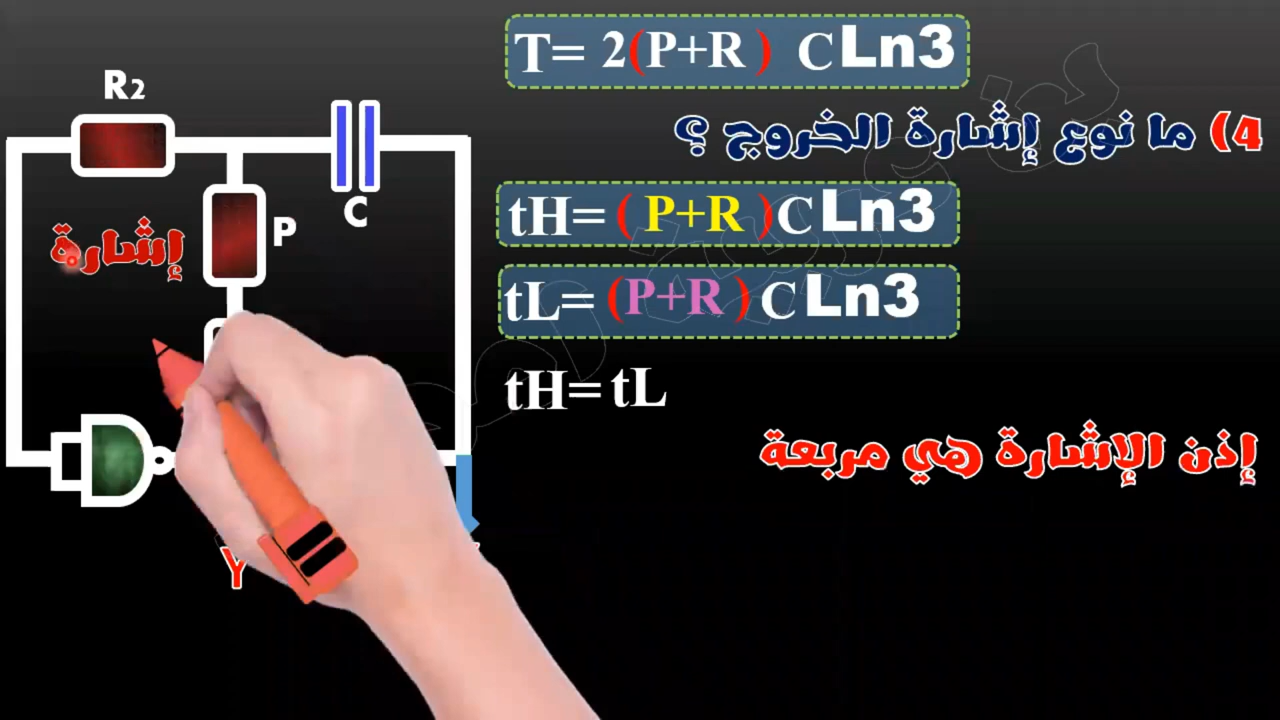 T= 2(P+R ) CLn3
4) ما نوع إشارة الخروج ؟
tH= ( P+R )CLn3
tL= (P+R ) CLn3
tH= tL
إذن الإشارة هي مربعة
R2
C
P
إشارة
Y